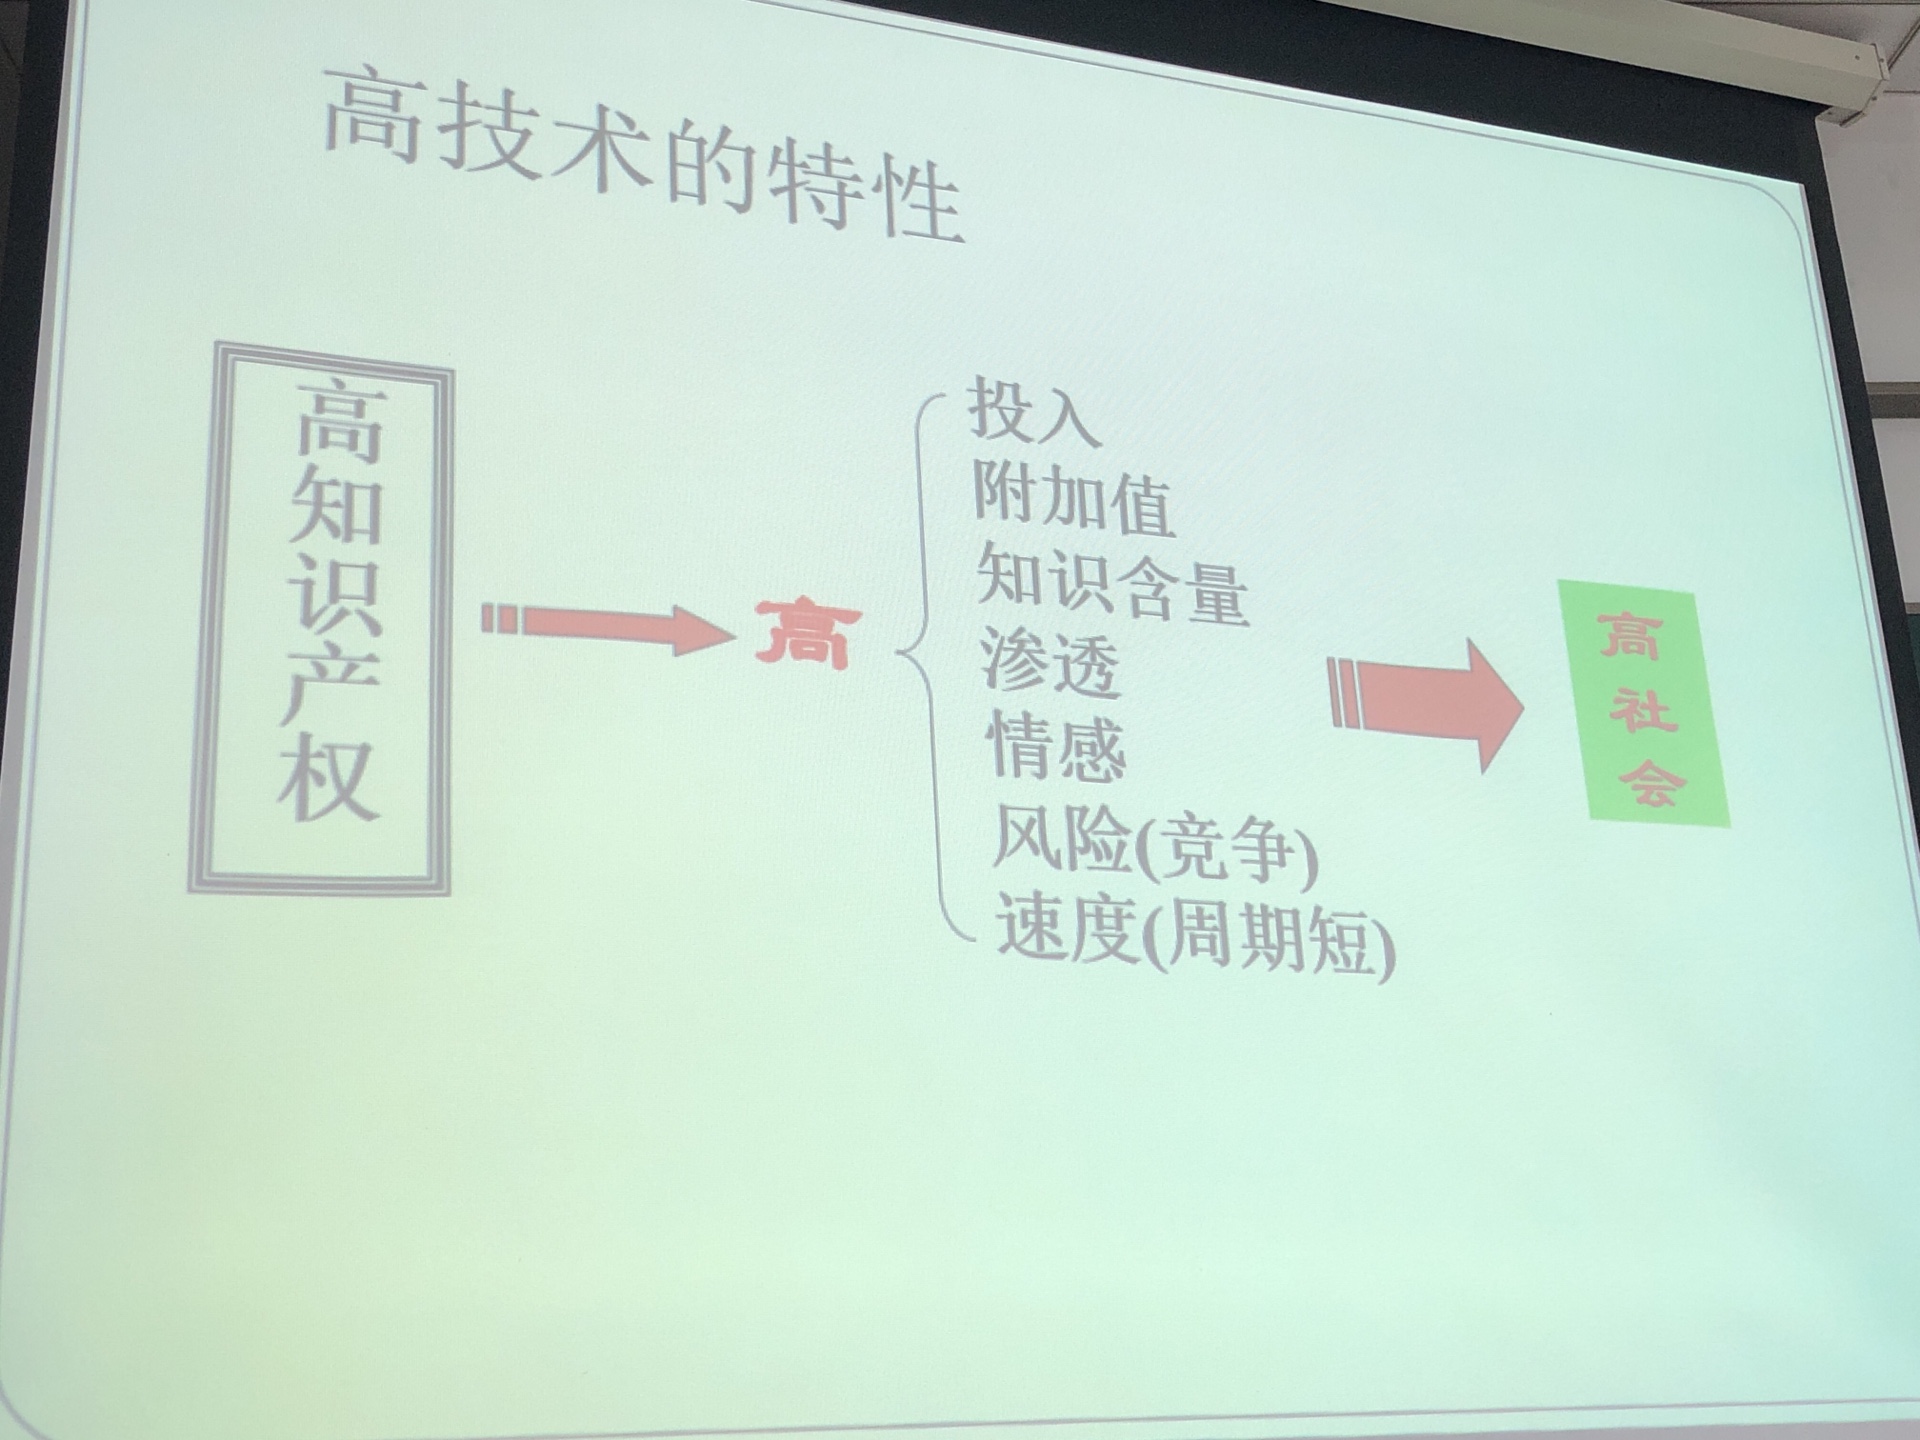 高技术的特性
高知识产权
高
投入
附加值
知识含量
渗透
情感
风险(竞争)
速度(周期短)
高社会